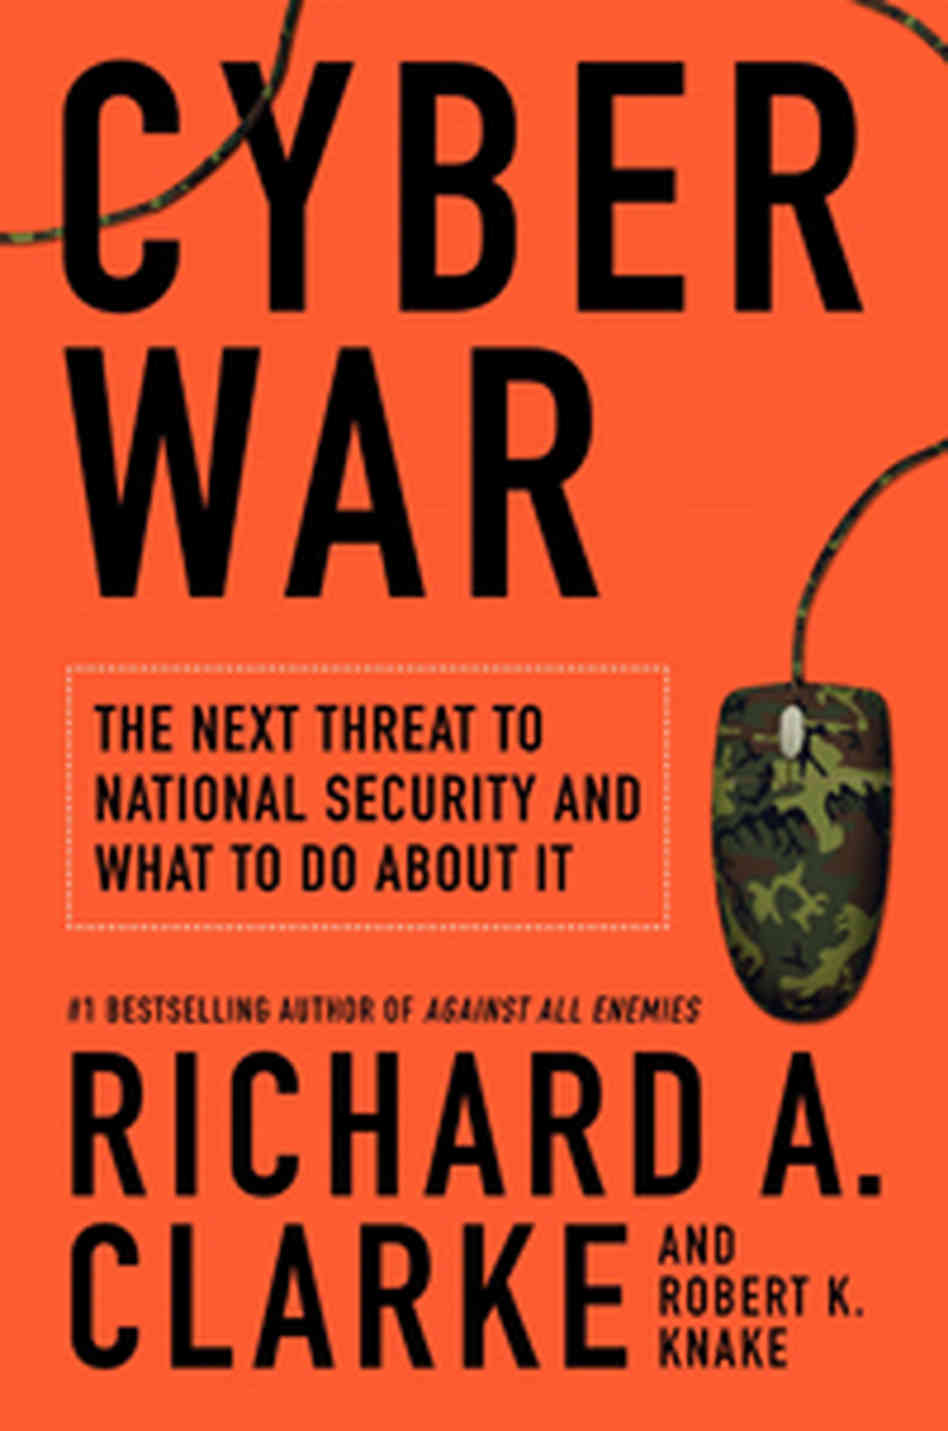 CYBER
WAR
THE NEXT THREAT TO
NATIONAL SECURITY AND
WHAT TO DO ABOUT IT
#1 BESTSELLING AUTHOR OF AGAINST ALL ENEMIES
RICHARD A.
CLARKE
AND
ROBERT K.
KNAKE